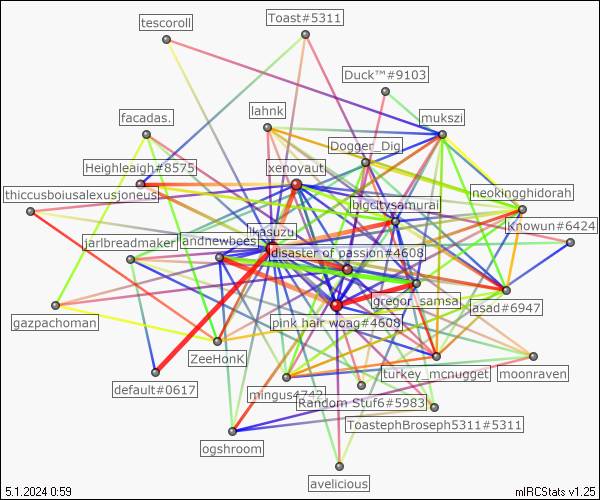 tescoroll
Toast#5311
Duck™#9103
lahnk
facadas.
mukszi
Dogger_Dig
Heighleaigh#8575
xenoyaut
thiccusboiusalexusjoneus
neokingghidorah
bigcitysamurai
Knowun#6424
ikasuzu
jarlbreadmaker
andnewbees
disaster of passion#4608
gregor_samsa
asad#6947
gazpachoman
pink hair woag#4608
ZeeHonK
turkey_mcnugget
moonraven
default#0617
mingus4742
Random Stuf6#5983
ToastephBroseph5311#5311
ogshroom
avelicious
5.1.2024 0:59
mIRCStats v1.25